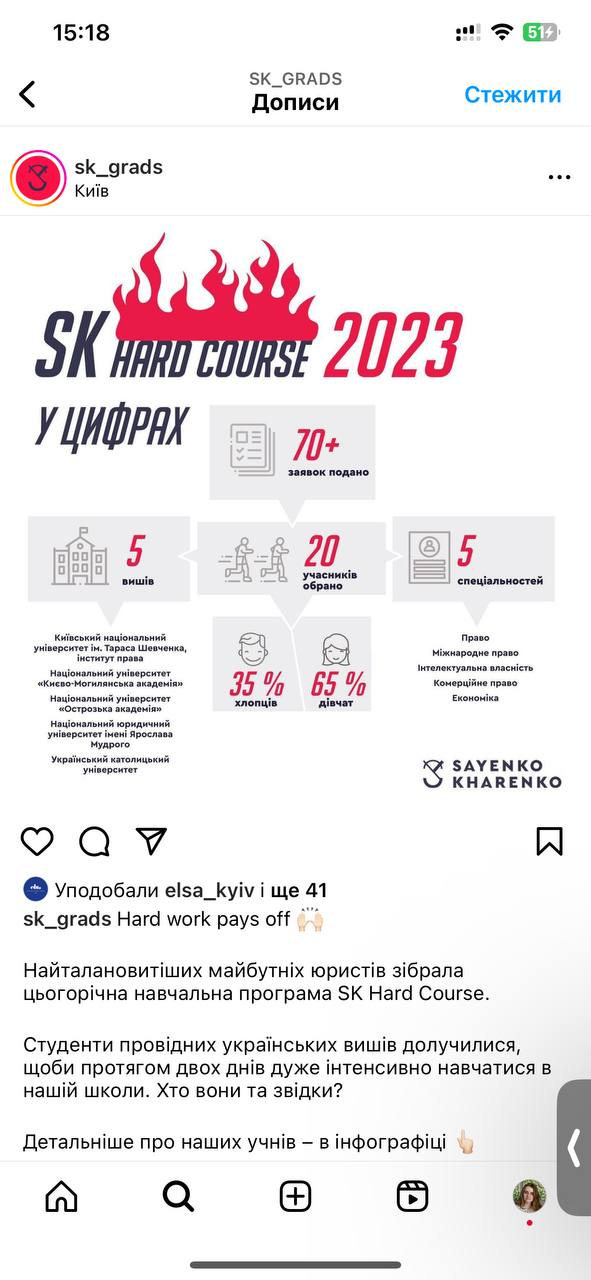 15:18
51
SK_GRADS
Дописи
Стежити
sk_grads
Київ
SK HARD COURSE 2023
У ЦИФРАХ
70+
заявок подано
5
вишів
20
учасників
обрано
5
спеціальностей
Київський національний
університет ім. Тараса Шевченка,
інститут права
Національний університет
«Києво-Могилянська академія»
Національний університет
«Острозька академія»
Національний юридичний
університет імені Ярослава
Мудрого
Український католицький
університет
35 %
хлопців
65 %
дівчат
Право
Міжнародне право
Інтелектуальна власність
Комерційне право
Економіка
SAYENKO
KHARENKO
Уподобали elsa_kyiv і ще 41
sk_grads Hard work pays off 🙌🏻
Найталановитіших майбутніх юристів зібрала
цьогорічна навчальна програма SK Hard Course.
Студенти провідних українських вишів долучилися,
щоби протягом двох днів дуже інтенсивно навчатися в
нашій школи. Хто вони та звідки?
Детальніше про наших учнів – в інфографіці 👆🏻